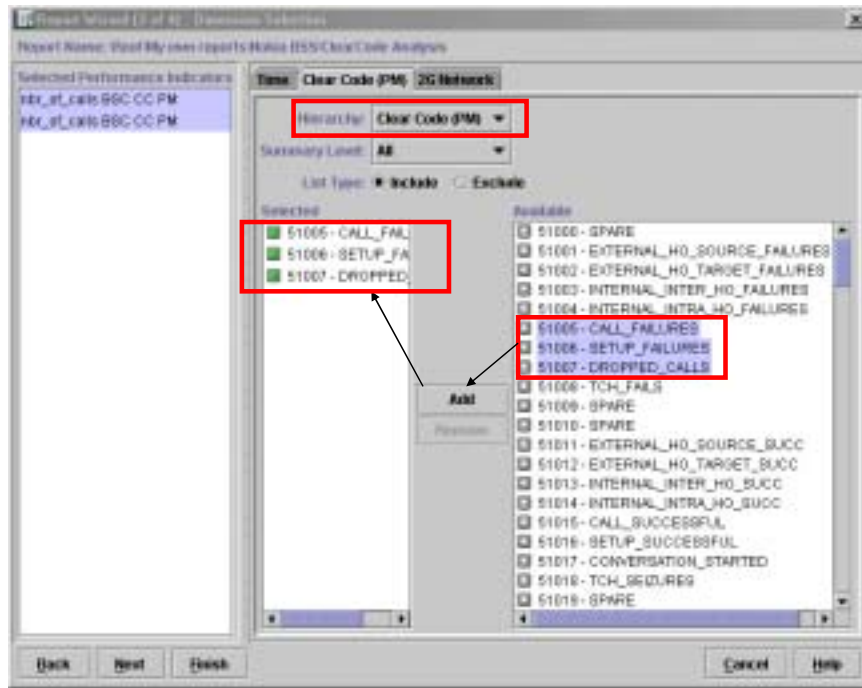 Report Wizard (3 of 4) - Dimension Selection
Report Name: Root\My own reports\Nokia BSS\Clear Code Analysis
Selected Performance Indicators
nbr_of_calls BSC CC PM
nbr_of_calls BSC CC PM
Time Clear Code (PM) 2G Network
Hierarchy: Clear Code (PM)
Summary Level: All
List Type: Include Exclude
Selected
51005 - CALL_FAIL
51006 - SETUP_FA
51007 - DROPPED_
Add
Remove
Available
51000 - SPARE
51001 - EXTERNAL_HO_SOURCE_FAILURES
51002 - EXTERNAL_HO_TARGET_FAILURES
51003 - INTERNAL_INTER_HO_FAILURES
51004 - INTERNAL_INTRA_HO_FAILURES
51005 - CALL_FAILURES
51006 - SETUP_FAILURES
51007 - DROPPED_CALLS
51008 - TCH_FAILS
51009 - SPARE
51010 - SPARE
51011 - EXTERNAL_HO_SOURCE_SUCC
51012 - EXTERNAL_HO_TARGET_SUCC
51013 - INTERNAL_INTER_HO_SUCC
51014 - INTERNAL_INTRA_HO_SUCC
51015 - CALL_SUCCESSFUL
51016 - SETUP_SUCCESSFUL
51017 - CONVERSATION_STARTED
51018 - TCH_SEIZURES
51019 - SPARE
Back Next Finish Cancel Help